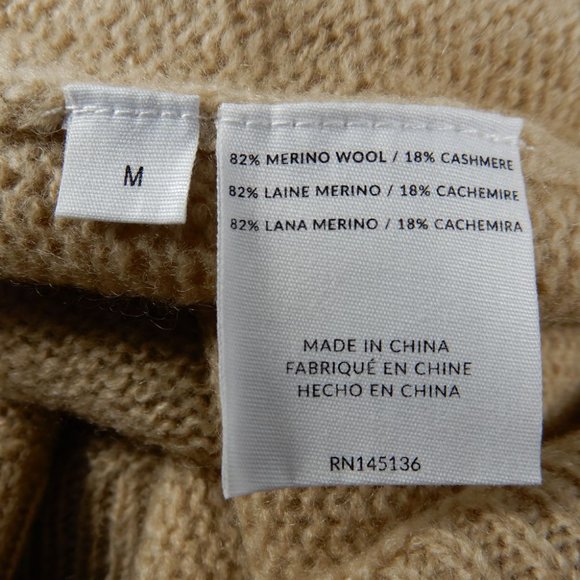 M
82% MERINO WOOL / 18% CASHMERE
82% LAINE MERINO / 18% CACHEMIRE
82% LANA MERINO / 18% CACHEMIRA
MADE IN CHINA
FABRIQUÉ EN CHINE
HECHO EN CHINA
RN145136